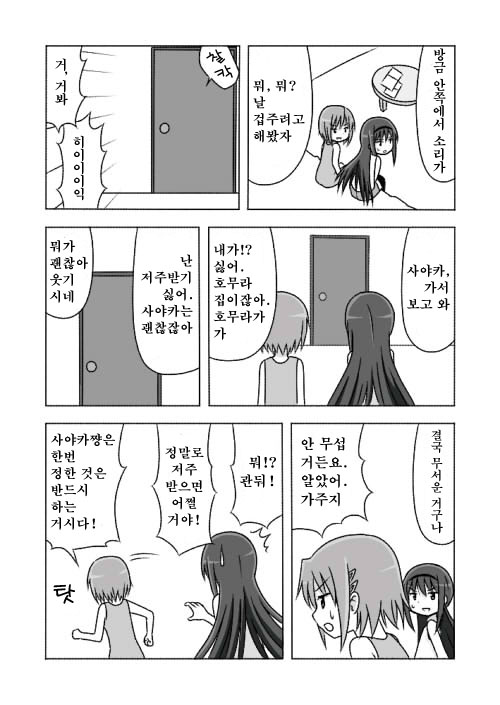 방금 안쪽에서 소리가
뭐, 뭐?
날
겁주려고
해봤자
찰
칵
거, 거봐
히이이이익
사야카,
가서
보고 와
내가!?
싫어.
호무라
집이잖아.
호무라가
가
난
저주받기
싫어.
사야카는
괜찮잖아
뭐가
괜찮아
웃기
시네
결국 무서운 거구나
안 무섭
거든요.
알았어.
가주지
뭐!?
관둬!
정말로
저주
받으면
어쩔
거야!
사야카쨩은
한번
정한 것은
반드시
하는
거시다!
탓